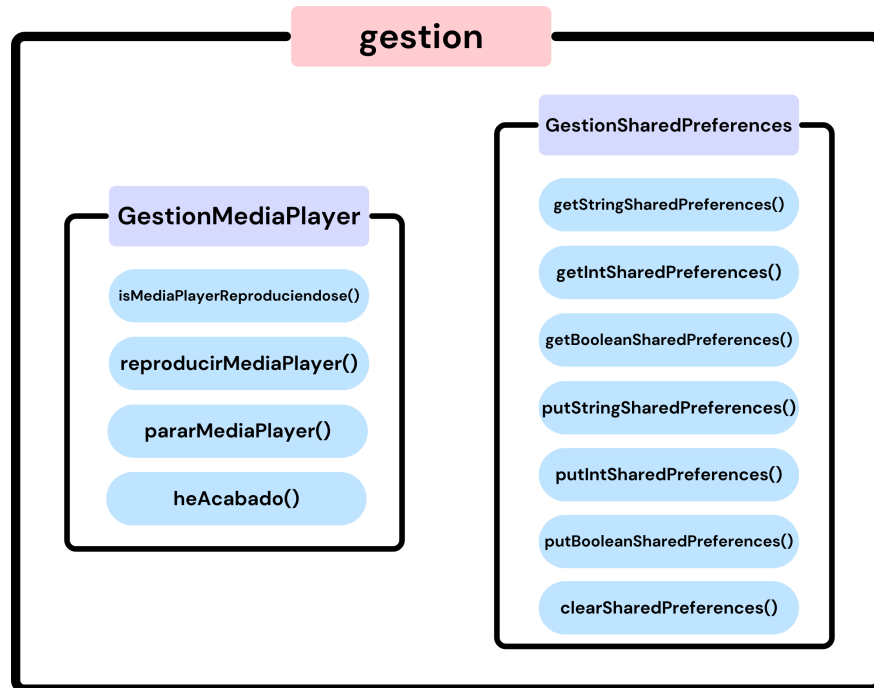 gestion
GestionMediaPlayer
isMediaPlayerReproduciendose()
reproducirMediaPlayer()
pararMediaPlayer()
heAcabado()
GestionSharedPreferences
getStringSharedPreferences()
getIntSharedPreferences()
getBooleanSharedPreferences()
putStringSharedPreferences()
putIntSharedPreferences()
putBooleanSharedPreferences()
clearSharedPreferences()